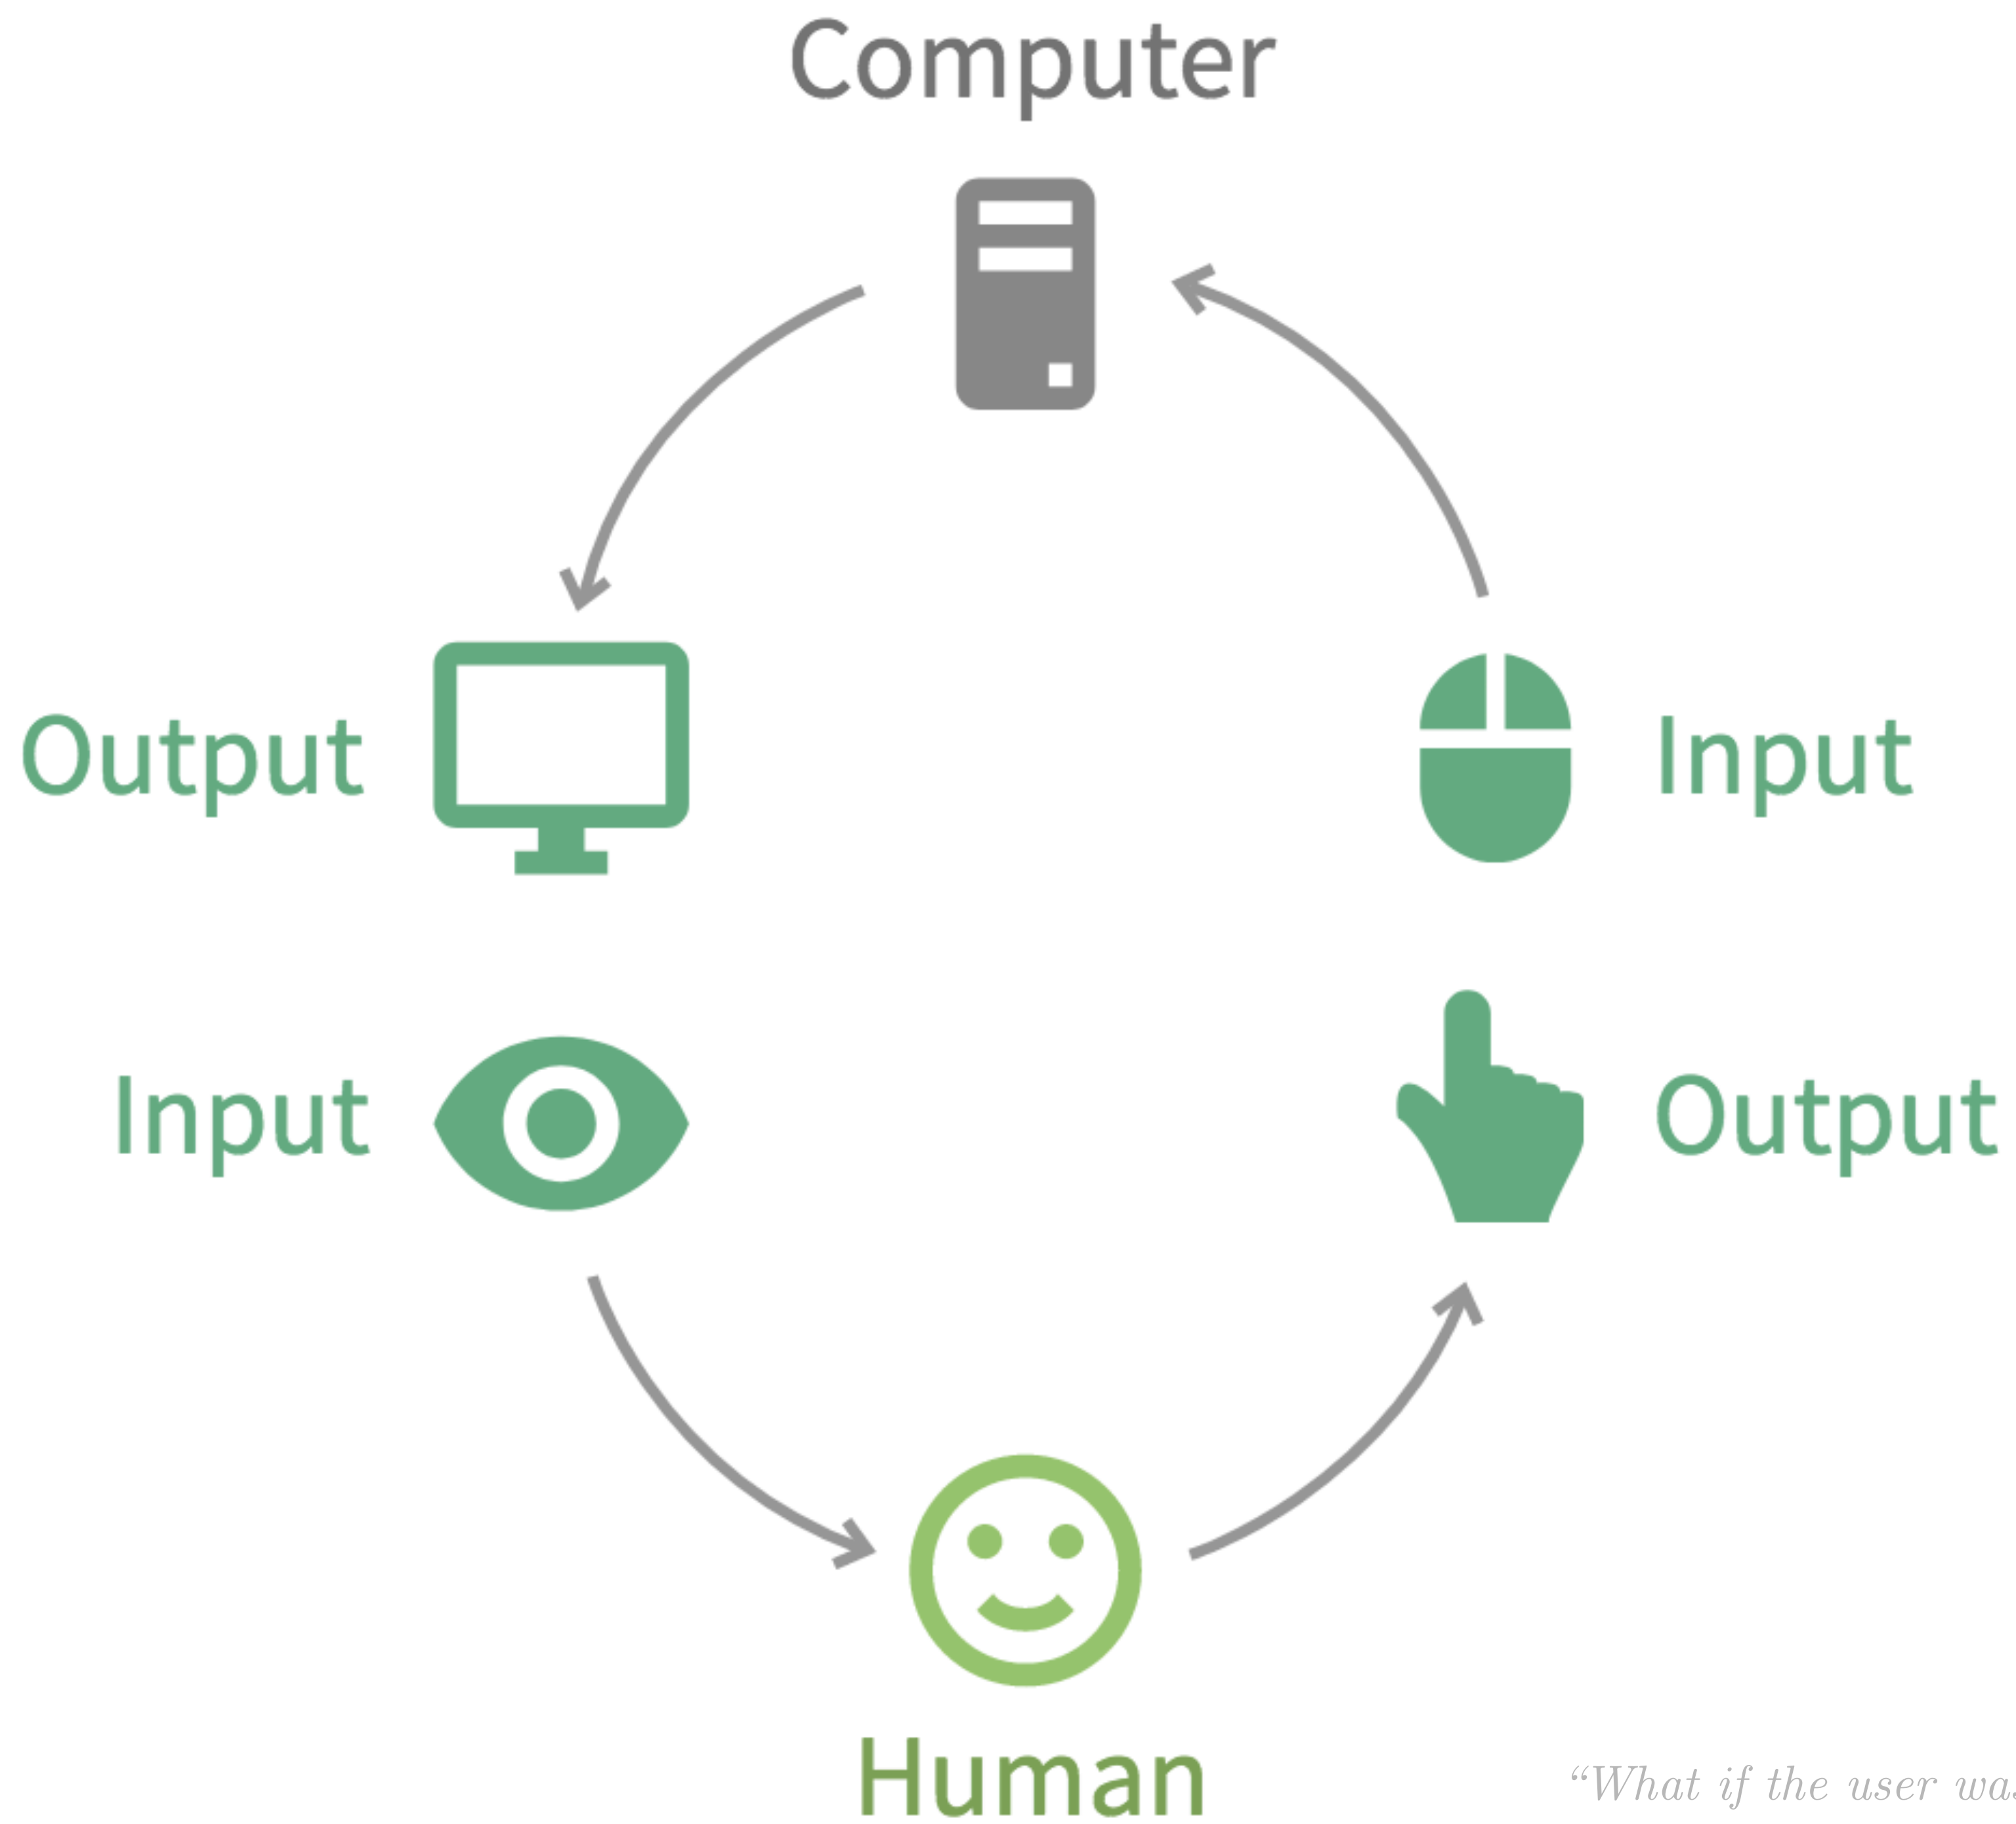 Computer
Output
Input
Input
Output
Human
“What if the user